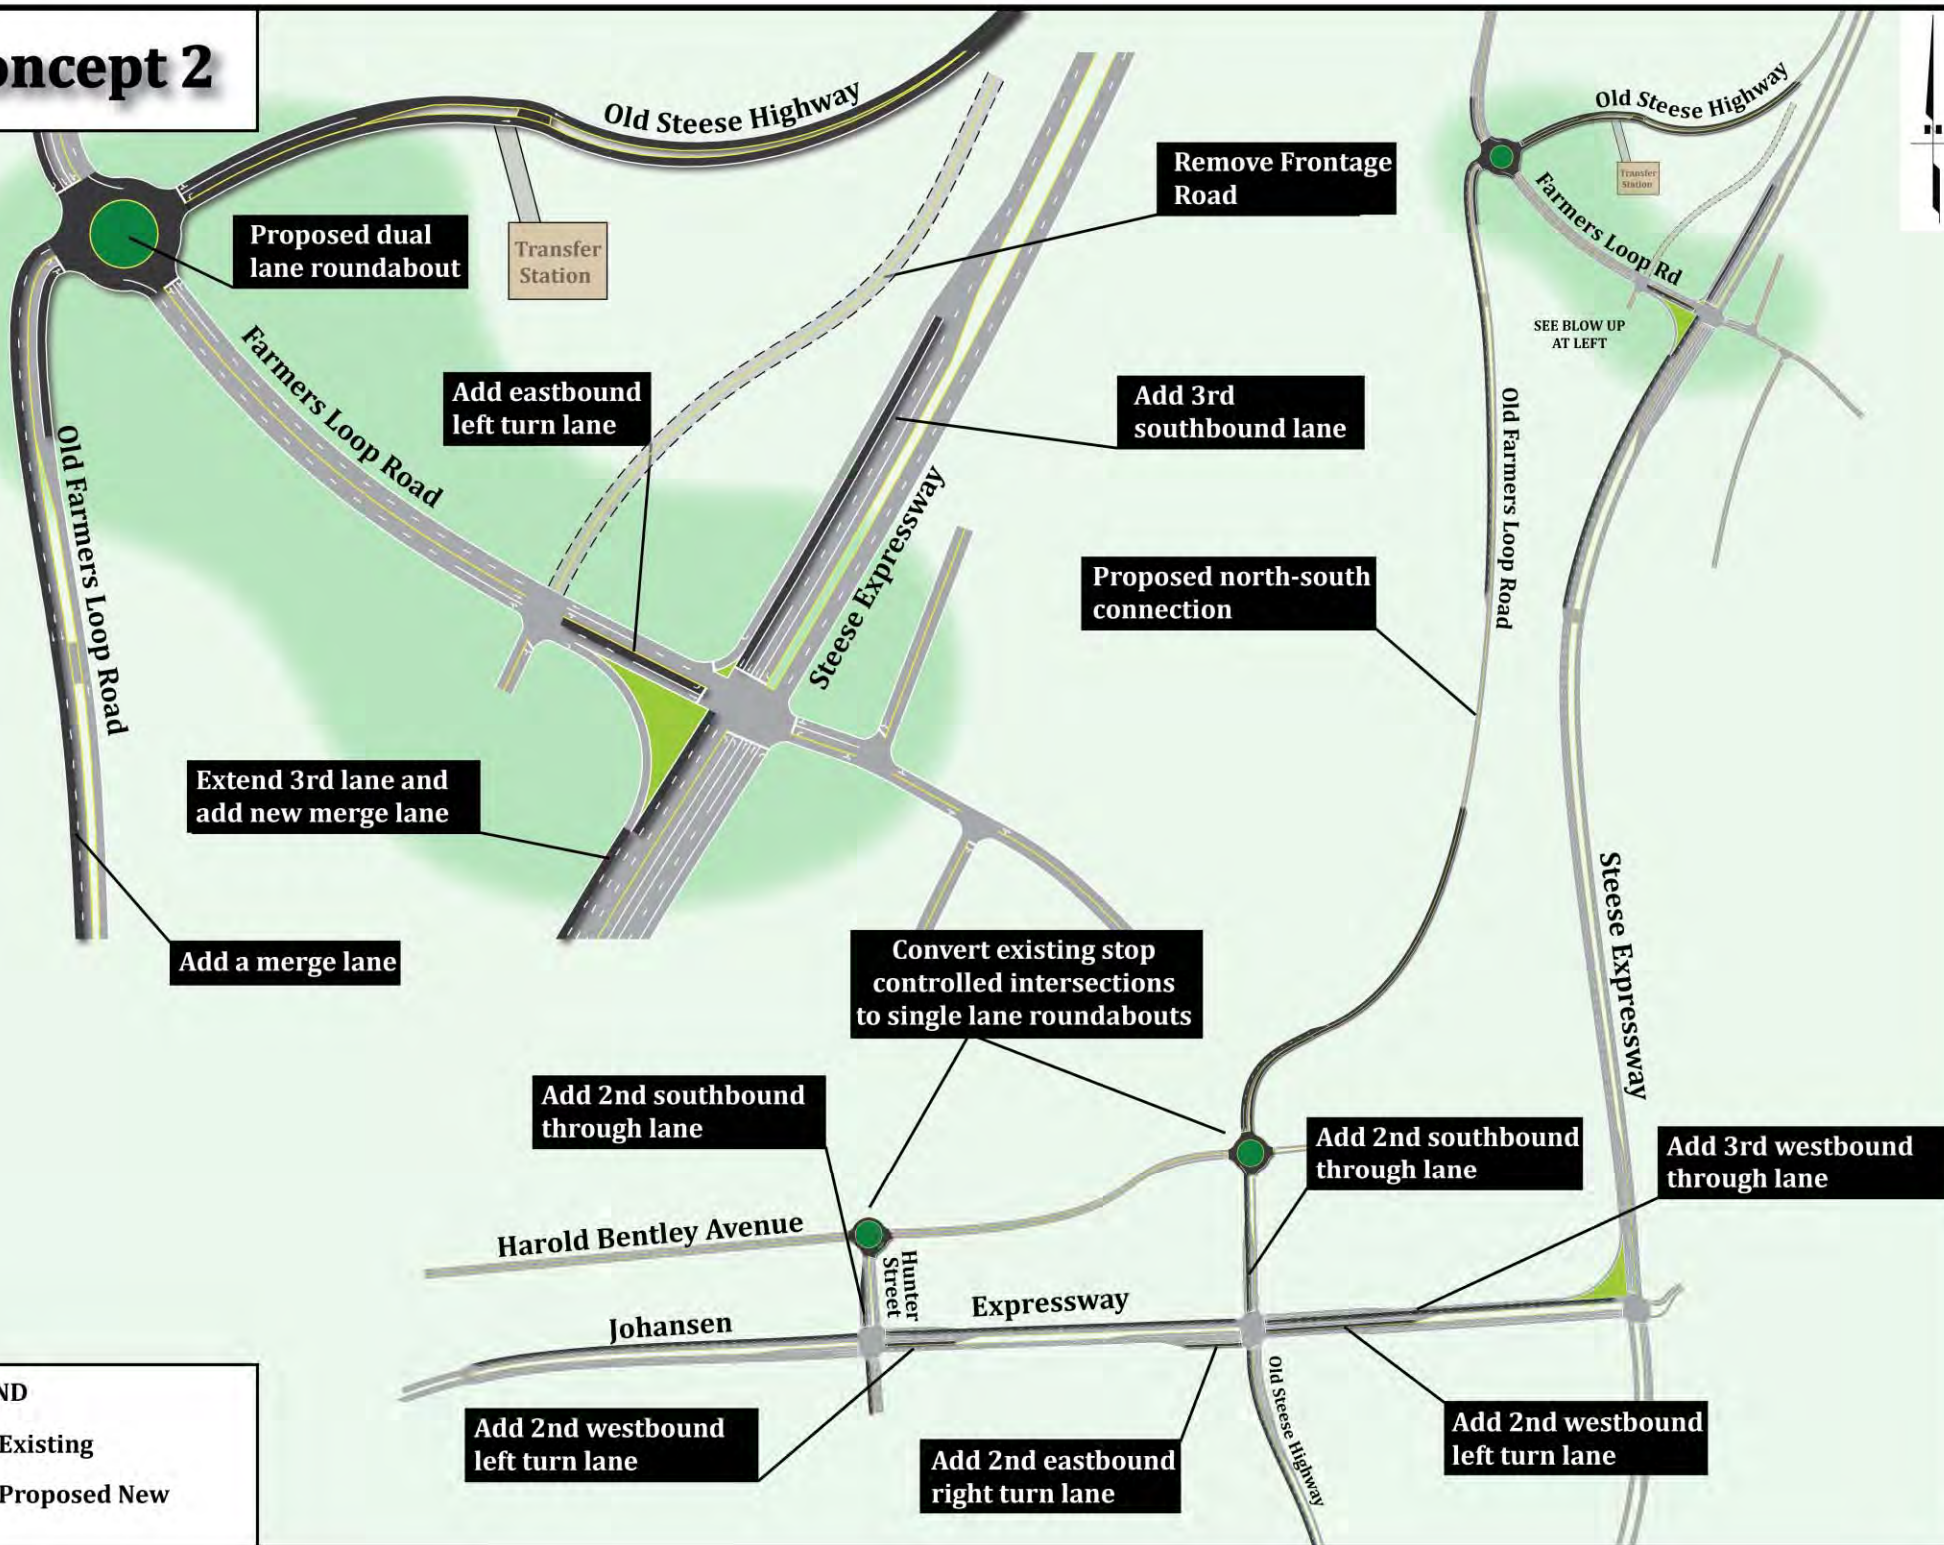 oncept 2
Old Steese Highway
Old Steese Highway
Remove Frontage
Road
Transfer
Station
Farmers Loop Rd
Proposed dual
lane roundabout
Transfer
Station
SEE BLOW UP
AT LEFT
Farmers Loop Road
Add eastbound
left turn lane
Add 3rd
southbound lane
Old Farmers Loop Road
Old Farmers Loop Road
Steese Expressway
Proposed north-south
connection
Extend 3rd lane and
add new merge lane
Steese Expressway
Add a merge lane
Convert existing stop
controlled intersections
to single lane roundabouts
Add 2nd southbound
through lane
Add 2nd southbound
through lane
Add 3rd westbound
through lane
Harold Bentley Avenue
Hunter
Street
Johansen
Expressway
Old Steese Highway
Add 2nd westbound
left turn lane
Add 2nd eastbound
right turn lane
Add 2nd westbound
left turn lane
ND
Existing
Proposed New